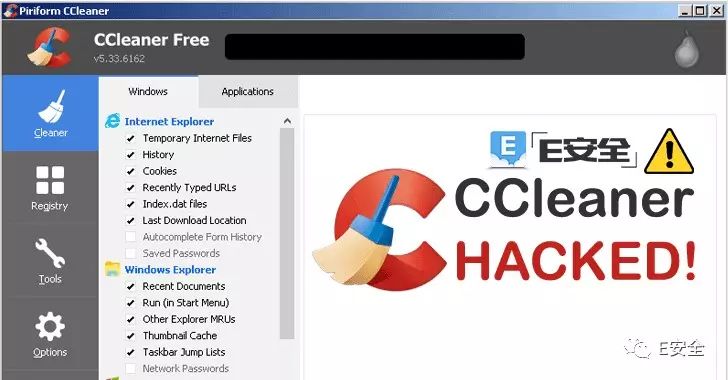 Piriform CCleaner
CCleaner Free
v5.33.6162
Cleaner
Registry
Tools
Options
Windows
Applications
Internet Explorer
Temporary Internet Files
History
Cookies
Recently Typed URLs
Index.dat files
Last Download Location
Autocomplete Form History
Saved Passwords
Windows Explorer
Recent Documents
Run (in Start Menu)
Other Explorer MRUs
Thumbnail Cache
Taskbar Jump Lists
Network Passwords
E「E安全」
CCleaner
HACKED!
E安全